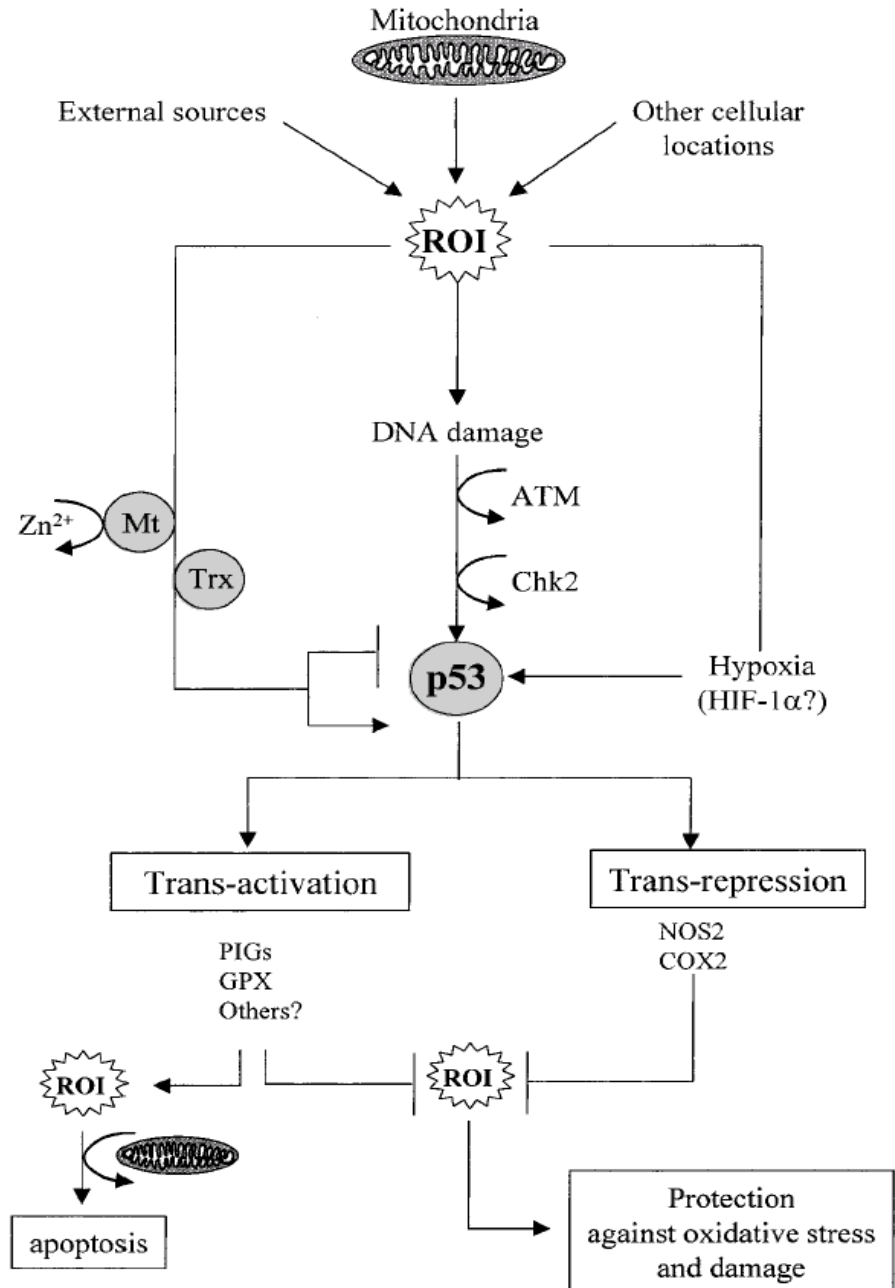 Mitochondria
External sources
Other cellular
locations
ROI
DNA damage
ATM
Zn²⁺
Mt
Trx
Chk2
p53
Hypoxia
(HIF-1α?)
Trans-activation
Trans-repression
PIGs
GPX
Others?
NOS2
COX2
ROI
ROI
apoptosis
Protection
against oxidative stress
and damage